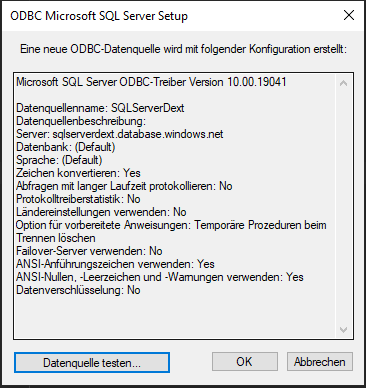 ODBC Microsoft SQL Server Setup
Eine neue ODBC-Datenquelle wird mit folgender Konfiguration erstellt:
Microsoft SQL Server ODBC-Treiber Version 10.00.19041
Datenquellenname: SQLServerDext
Datenquellenbeschreibung:
Server: sqlserverdext.database.windows.net
Datenbank: (Default)
Sprache: (Default)
Zeichen konvertieren: Yes
Abfragen mit langer Laufzeit protokollieren: No
Protokolltreiberstatistik: No
Ländereinstellungen verwenden: No
Option für vorbereitete Anweisungen: Temporäre Prozeduren beim
Trennen löschen
Failover-Server verwenden: No
ANSI-Anführungszeichen verwenden: Yes
ANSI-Nullen, -Leerzeichen und -Warnungen verwenden: Yes
Datenverschlüsselung: No
Datenquelle testen...
OK
Abbrechen